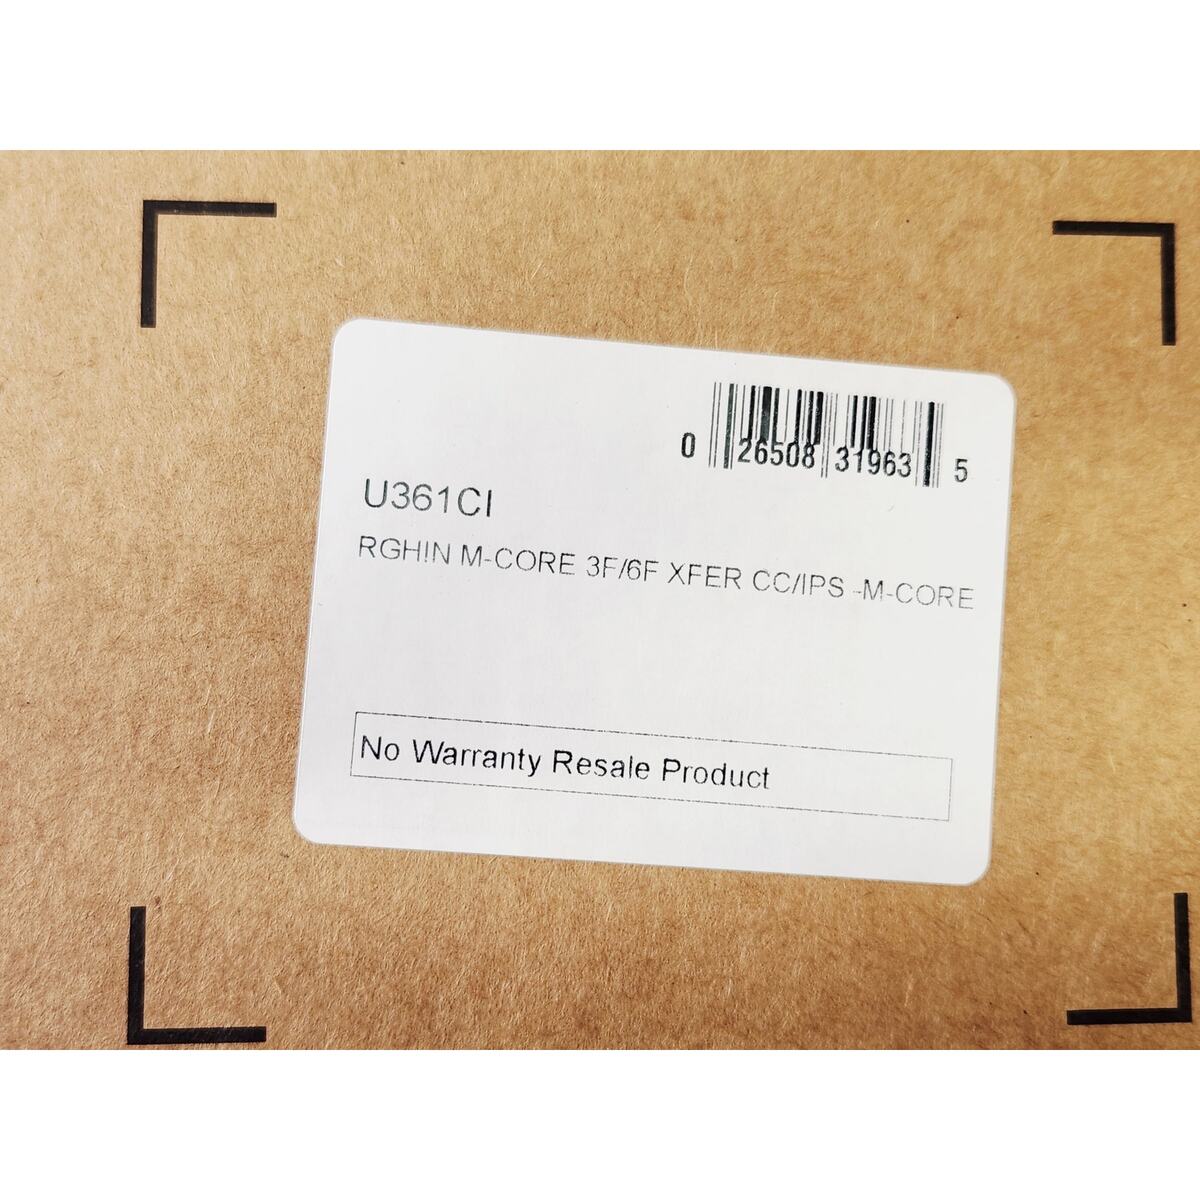 0 26508 31963 5
U361CI
RGHIN M-CORE 3F/6F XFER CC/IPS -M-CORE
No Warranty Resale Product